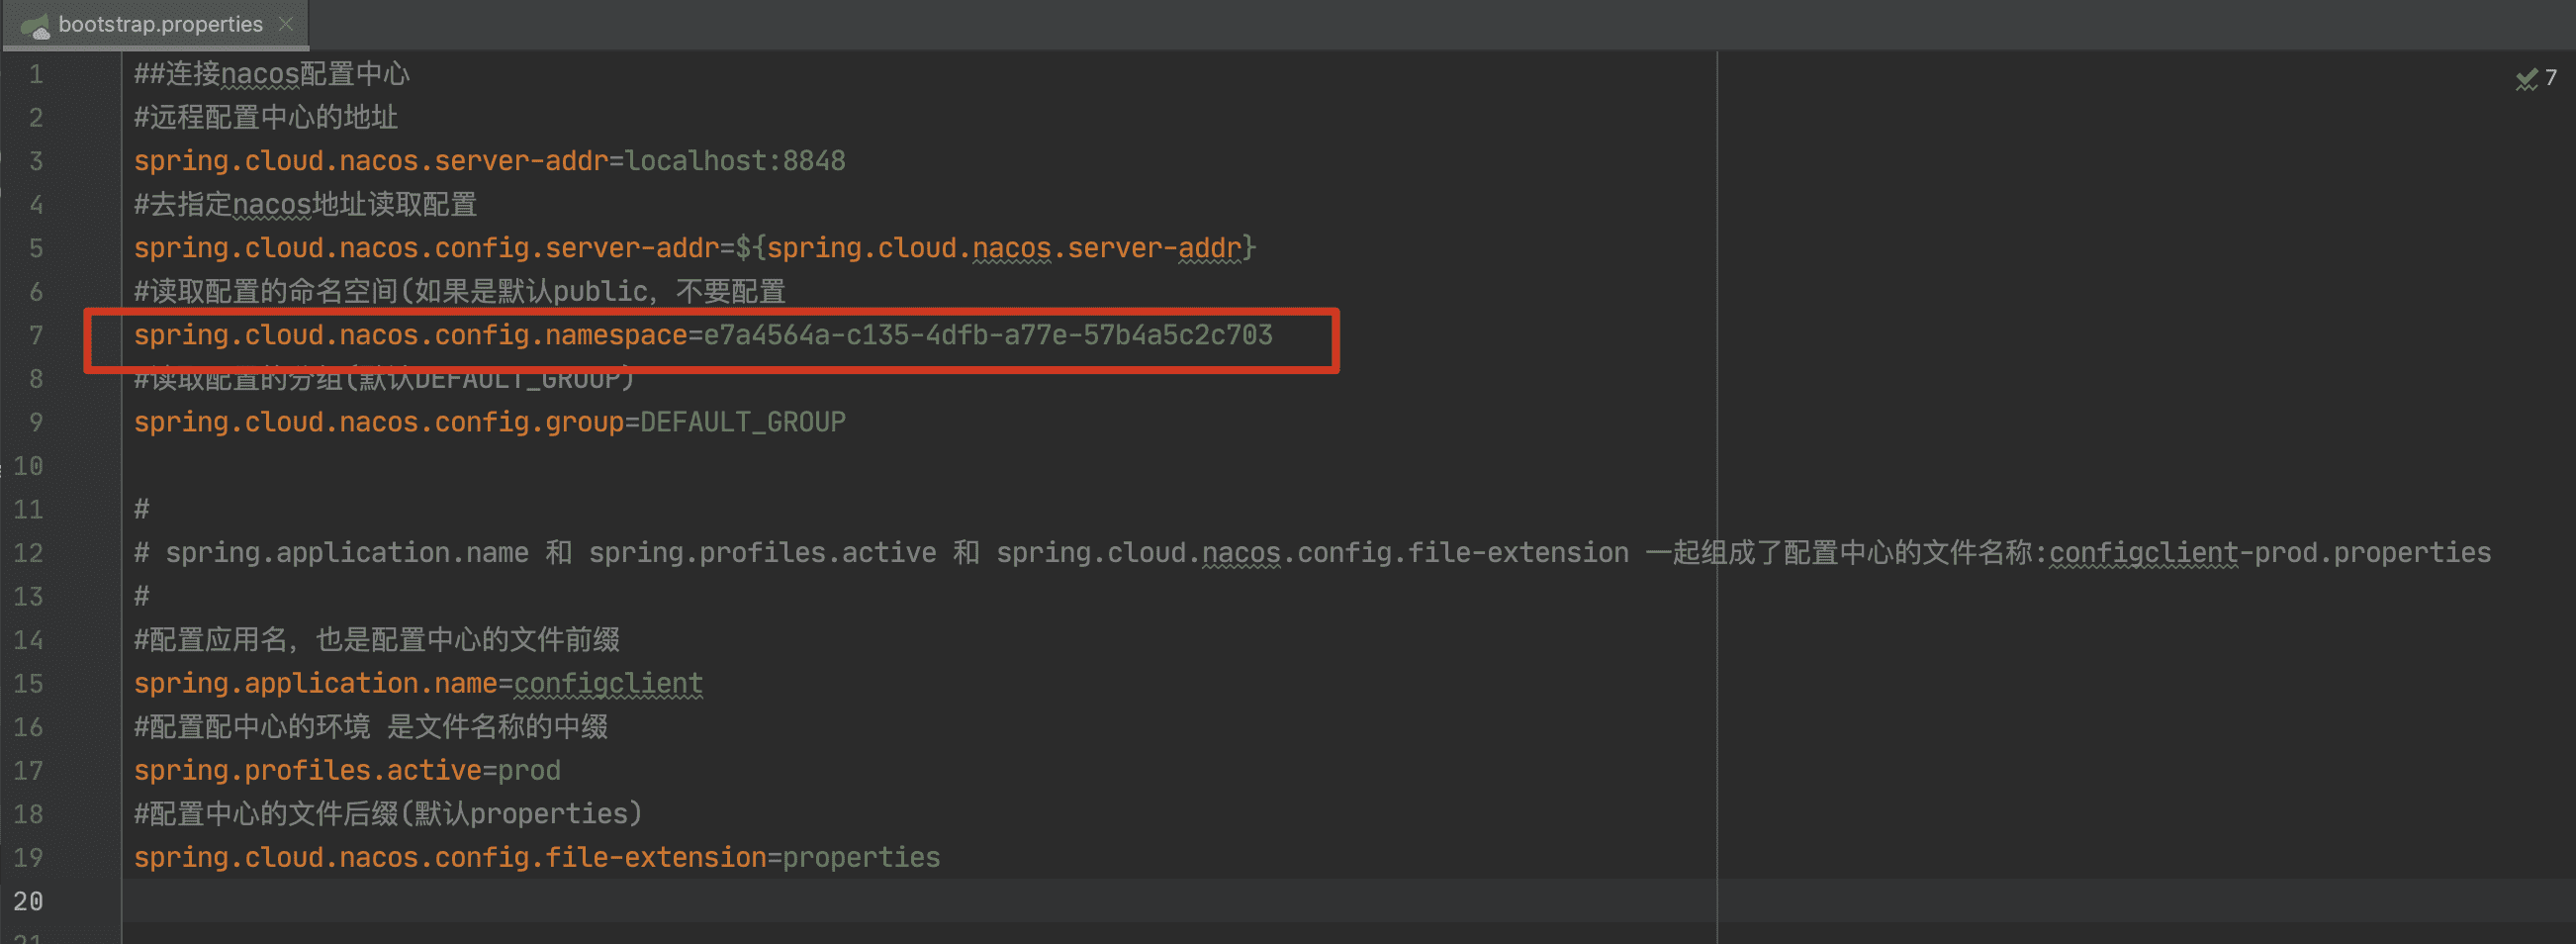 bootstrap.properties
7
1 ##连接nacos配置中心
2 #远程配置中心的地址
3 spring.cloud.nacos.server-addr=localhost:8848
4 #去指定nacos地址读取配置
5 spring.cloud.nacos.config.server-addr=${spring.cloud.nacos.server-addr}
6 #读取配置的命名空间(如果是默认public，不要配置
7 spring.cloud.nacos.config.namespace=e7a4564a-c135-4dfb-a77e-57b4a5c2c703
8 #读取配置的分组(默认DEFAULT_GROUP)
9 spring.cloud.nacos.config.group=DEFAULT_GROUP
10
11 #
12 # spring.application.name 和 spring.profiles.active 和 spring.cloud.nacos.config.file-extension 一起组成了配置中心的文件名称:configclient-prod.properties
13 #
14 #配置应用名，也是配置中心的文件前缀
15 spring.application.name=configclient
16 #配置配中心的环境 是文件名称的中缀
17 spring.profiles.active=prod
18 #配置中心的文件后缀(默认properties)
19 spring.cloud.nacos.config.file-extension=properties
20
21